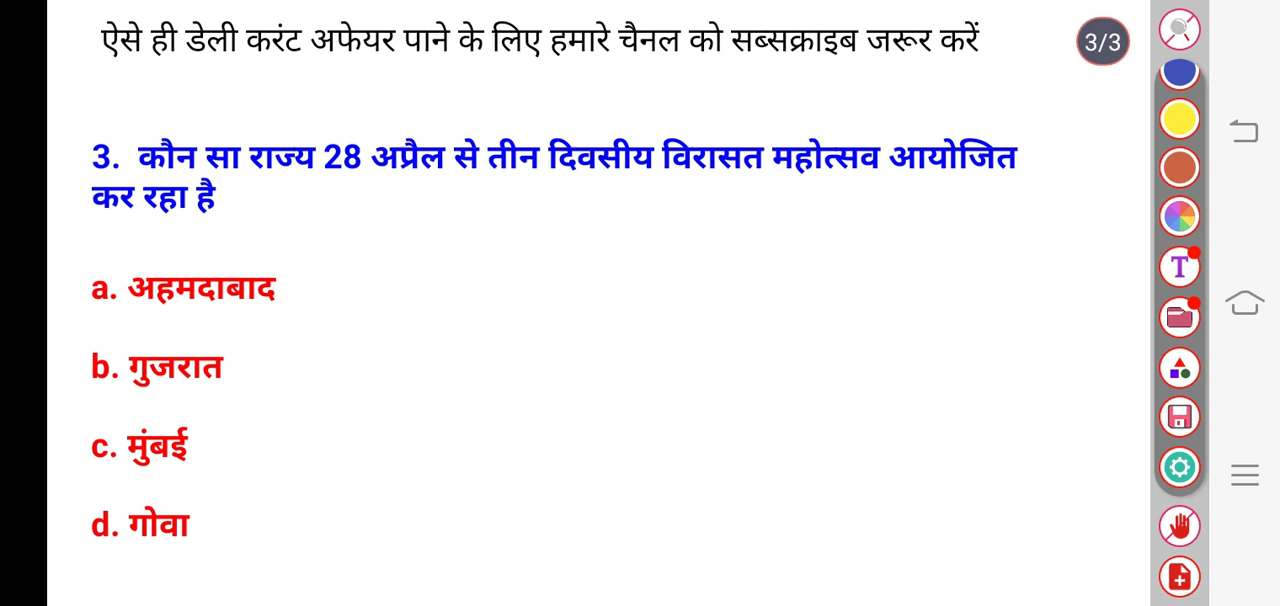 ऐसे ही डेली करंट अफेयर पाने के लिए हमारे चैनल को सब्सक्राइब जरूर करें
3/3
3. कौन सा राज्य 28 अप्रैल से तीन दिवसीय विरासत महोत्सव आयोजित
कर रहा है
a. अहमदाबाद
b. गुजरात
c. मुंबई
d. गोवा
T